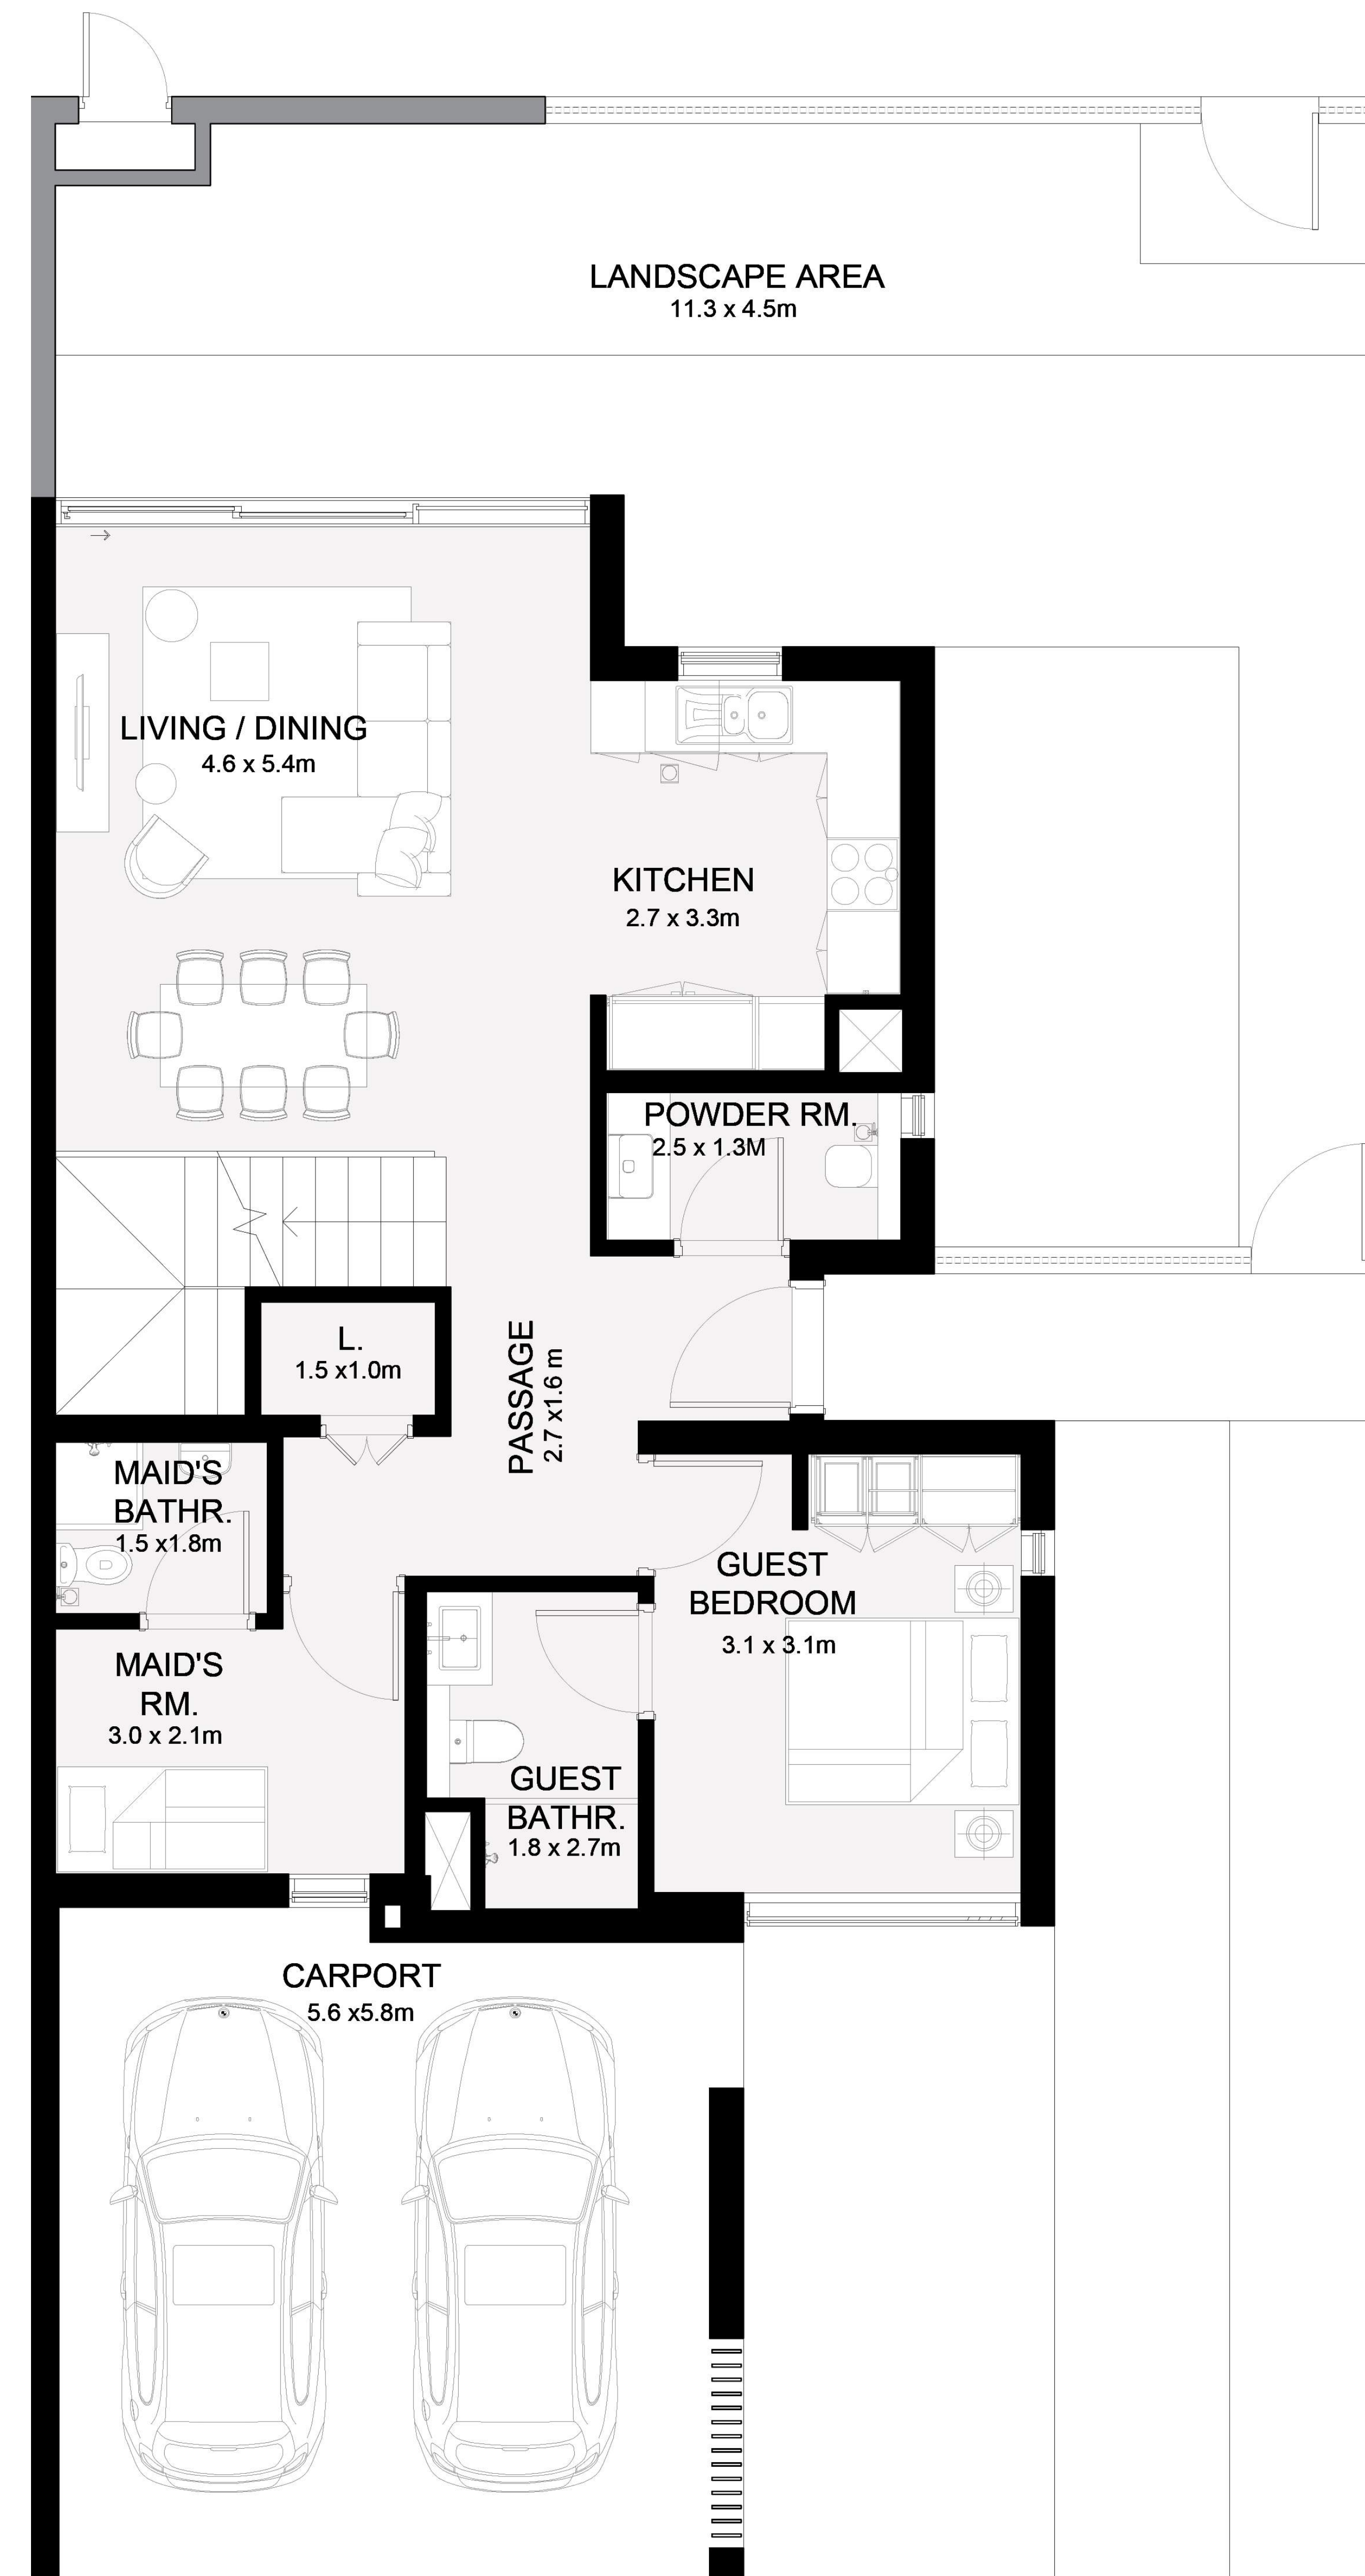 LANDSCAPE AREA
11.3 x 4.5m
LIVING / DINING
4.6 x 5.4m
KITCHEN
2.7 x 3.3m
POWDER RM.
2.5 x 1.3M
L.
1.5 x1.0m
PASSAGE
2.7 x1.6 m
MAID'S
BATHR.
1.5 x1.8m
GUEST
BEDROOM
3.1 x 3.1m
MAID'S
RM.
3.0 x 2.1m
GUEST
BATHR.
1.8 x 2.7m
CARPORT
5.6 x5.8m